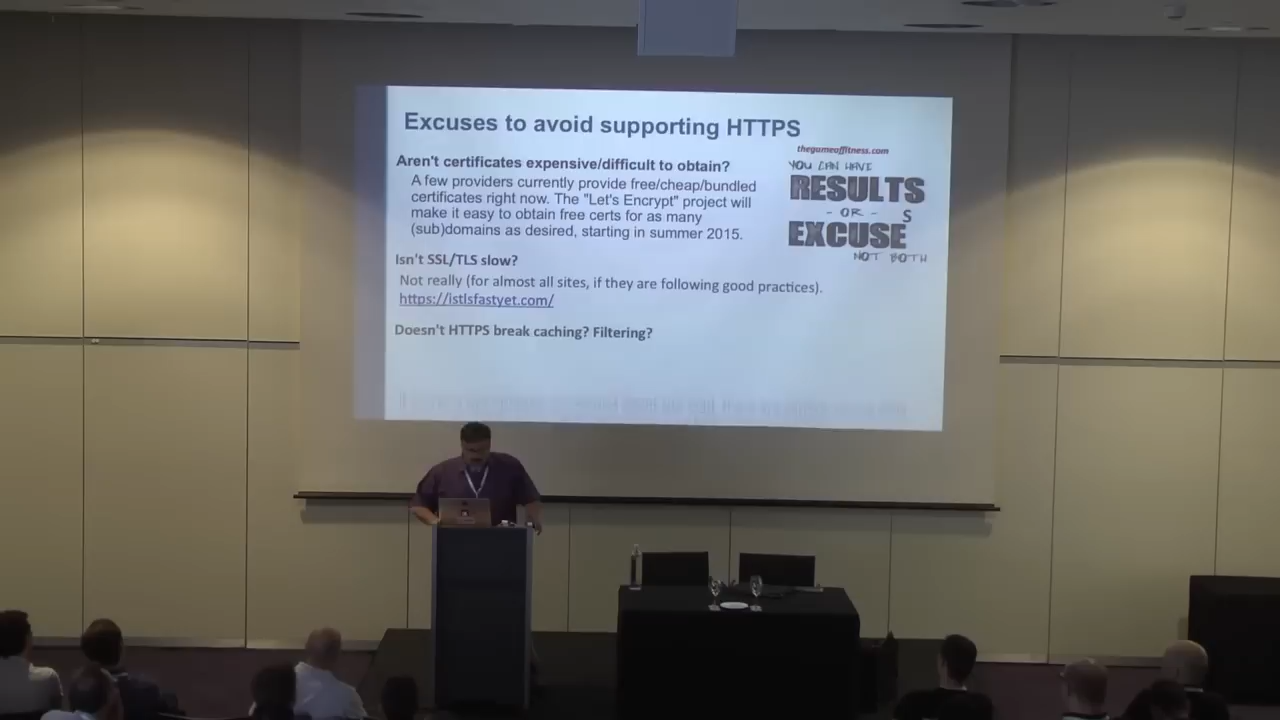 Excuses to avoid supporting HTTPS
thegameoffitness.com
YOU CAN HAVE
RESULTS
- OR -
EXCUSES
NOT BOTH
Aren't certificates expensive/difficult to obtain?
A few providers currently provide free/cheap/bundled
certificates right now. The "Let's Encrypt" project will
make it easy to obtain free certs for as many
(sub)domains as desired, starting in summer 2015.
Isn't SSL/TLS slow?
Not really (for almost all sites, if they are following good practices).
https://istlsfastyet.com/
Doesn't HTTPS break caching? Filtering?